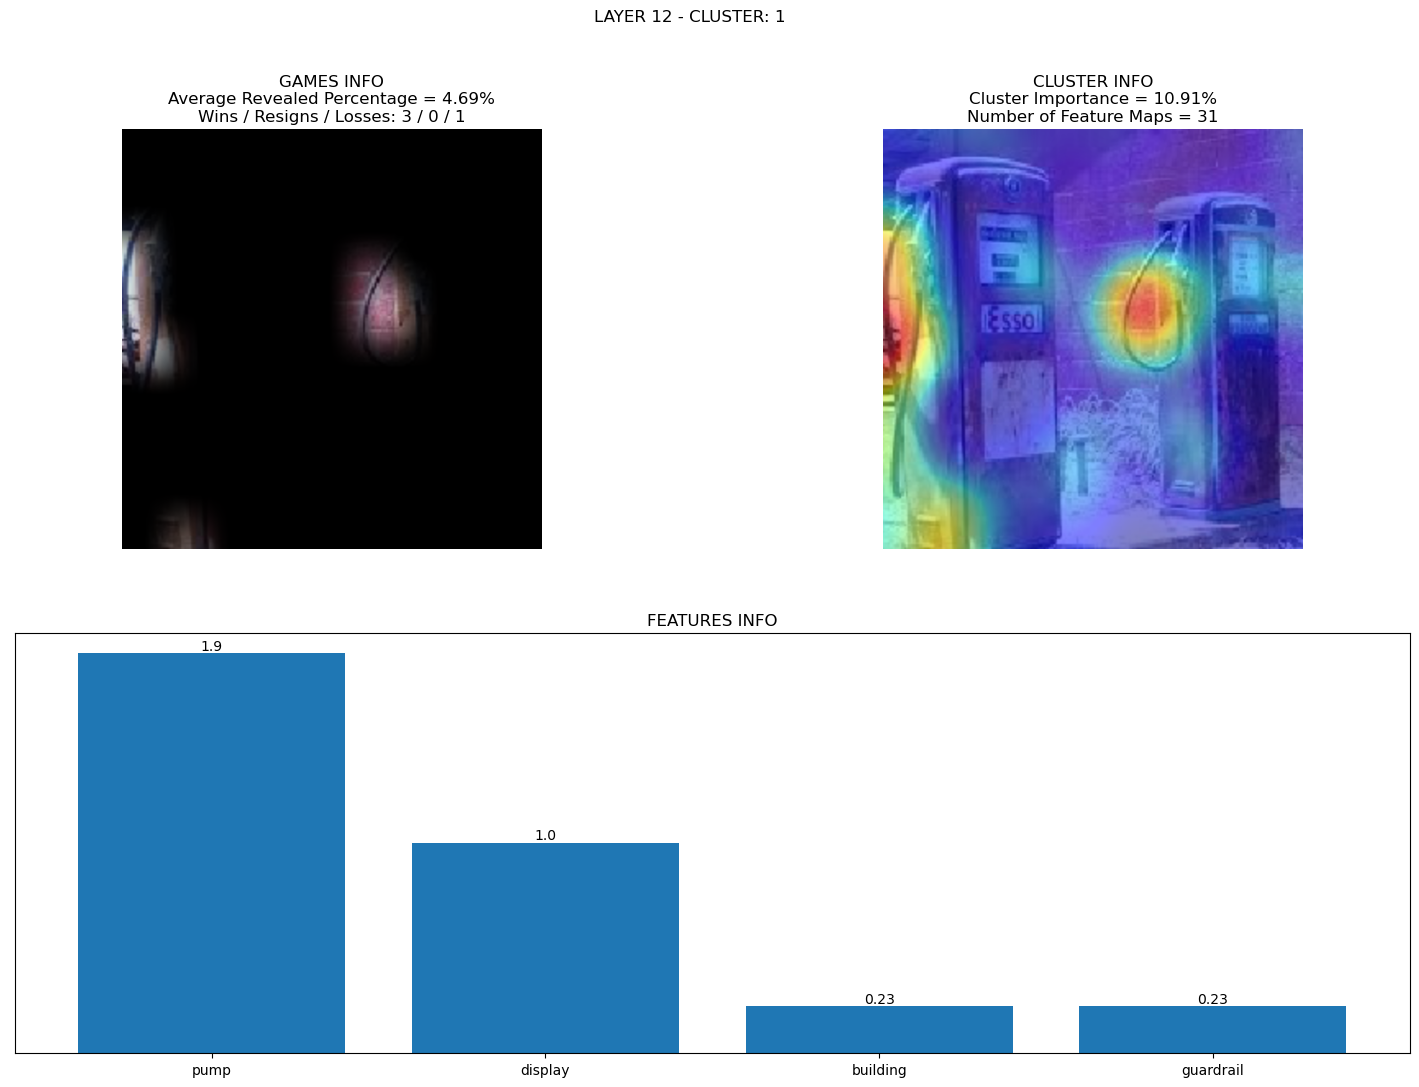 LAYER 12 - CLUSTER: 1
GAMES INFO
Average Revealed Percentage = 4.69%
Wins / Resigns / Losses: 3 / 0 / 1
CLUSTER INFO
Cluster Importance = 10.91%
Number of Feature Maps = 31
ESSO
FEATURES INFO
1.9
1.0
0.23
0.23
pump
display
building
guardrail